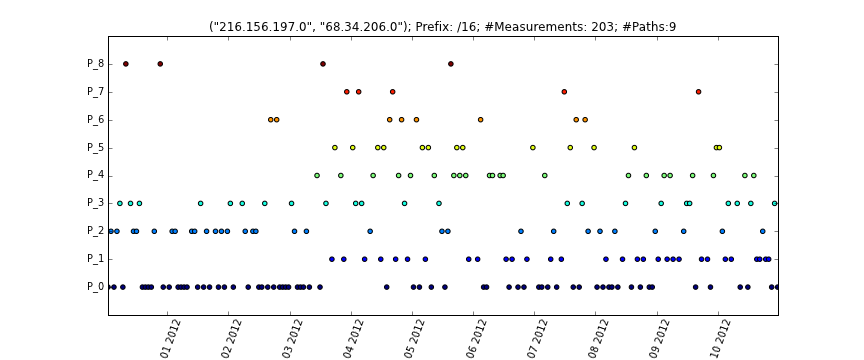 ("216.156.197.0", "68.34.206.0"); Prefix: /16; #Measurements: 203; #Paths:9
P_8
P_7
P_6
P_5
P_4
P_3
P_2
P_1
P_0
01 2012
02 2012
03 2012
04 2012
05 2012
06 2012
07 2012
08 2012
09 2012
10 2012